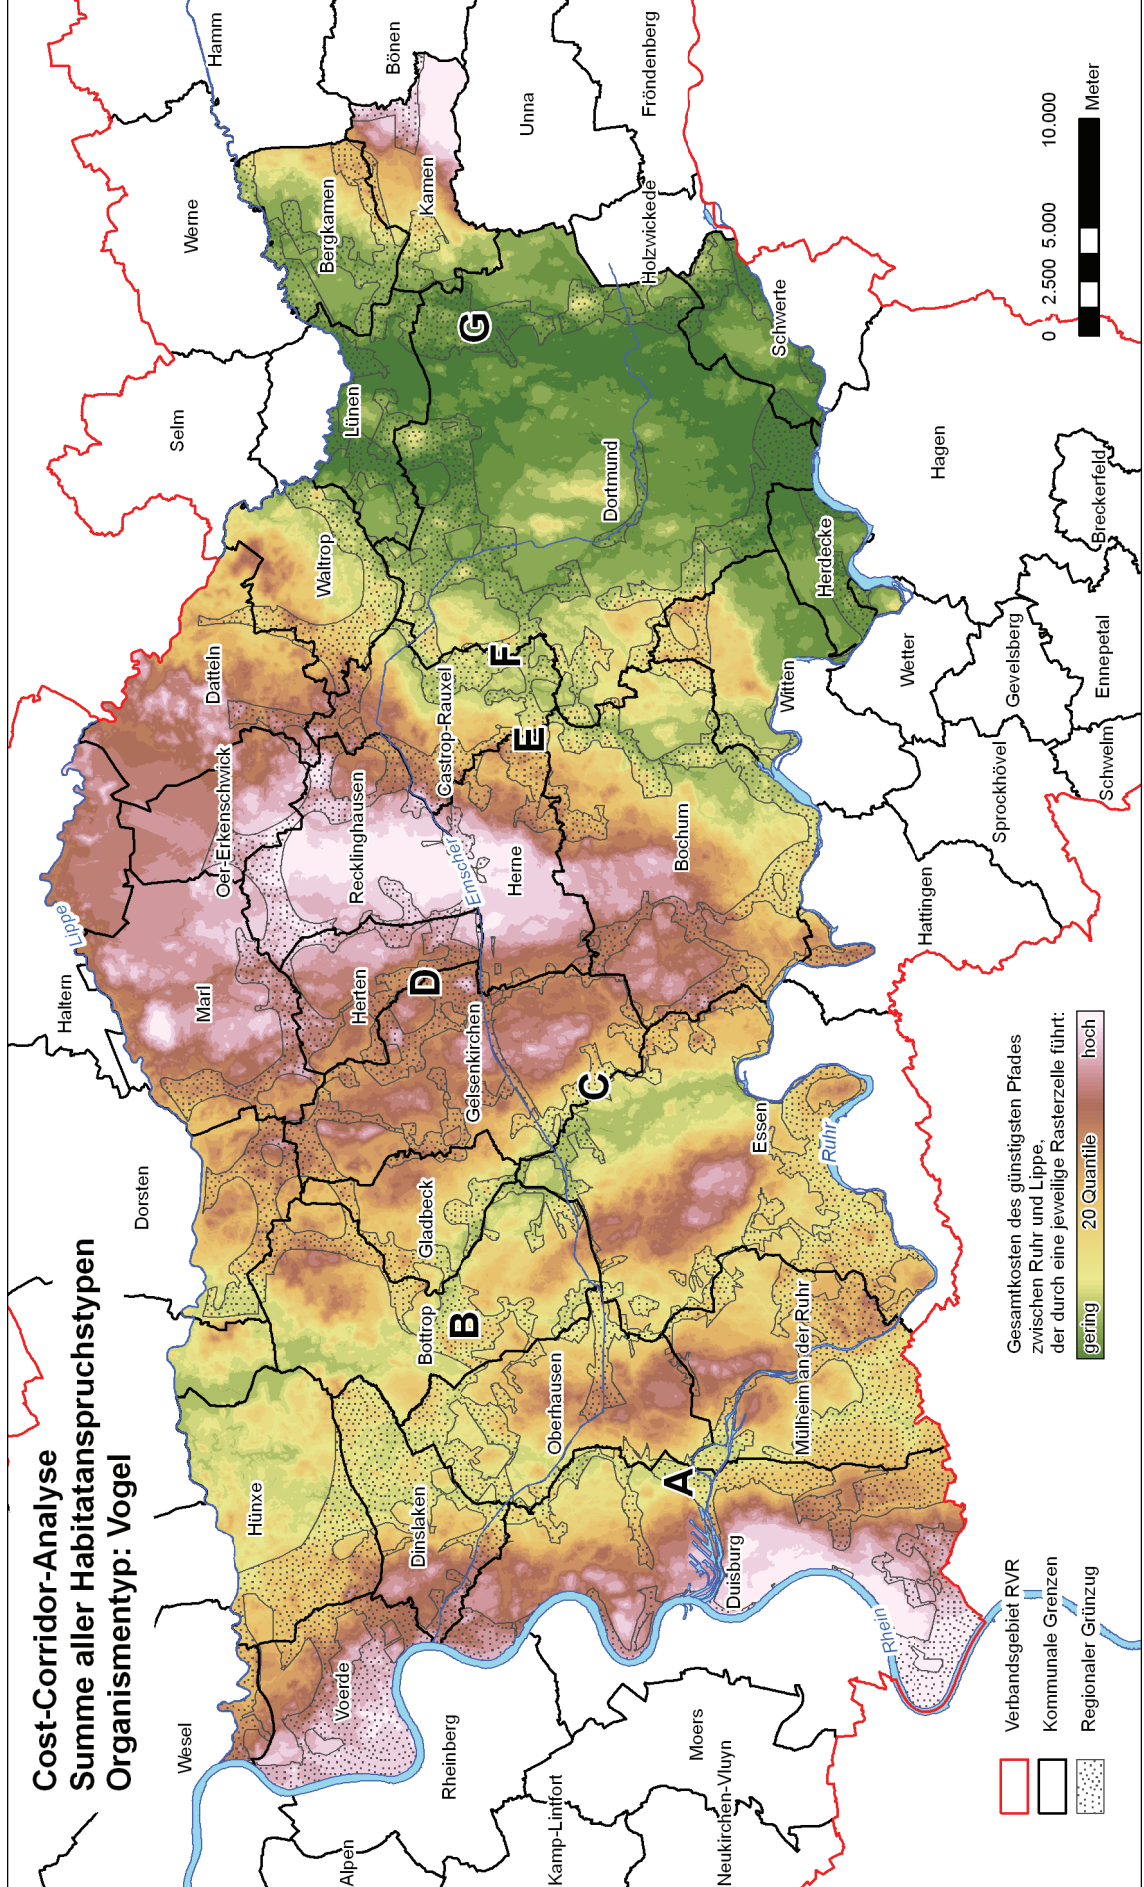 Cost-Corridor-Analyse
Summe aller Habitatanspruchstypen
Organismentyp: Vogel
Wesel
Dorsten
Haltern
Lippe
Selm
Werne
Hamm
Hünxe
Marl
Oer-Erkenschwick
Datteln
Waltrop
Lünen
Bergkamen
Bönen
Voerde
Dinslaken
Bottrop
Gladbeck
Herten
Recklinghausen
Castrop-Rauxel
Kamen
B
D
G
Alpen
Rheinberg
Oberhausen
Gelsenkirchen
Emscher
Herne
E
F
Unna
Kamp-Lintfort
C
Dortmund
Holzwickede
Fröndenberg
Moers
Neukirchen-Vluyn
Duisburg
A
Mülheim an der Ruhr
Essen
Bochum
Witten
Herdecke
Schwerte
Rhein
Ruhr
Hattingen
Wetter
Hagen
Sprockhövel
Gevelsberg
Schwelm
Ennepetal
Breckerfeld
Verbandsgebiet RVR
Kommunale Grenzen
Regionaler Grünzug
Gesamtkosten des günstigsten Pfades
zwischen Ruhr und Lippe,
der durch eine jeweilige Rasterzelle führt:
gering 20 Quantile hoch
0 2.500 5.000 10.000
Meter